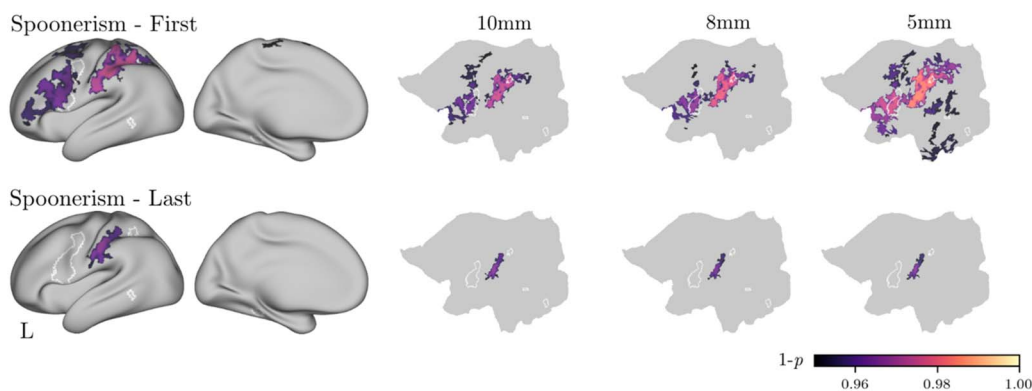 Spoonerism - First
10mm
8mm
5mm
Spoonerism - Last
L
1-p
0.96
0.98
1.00